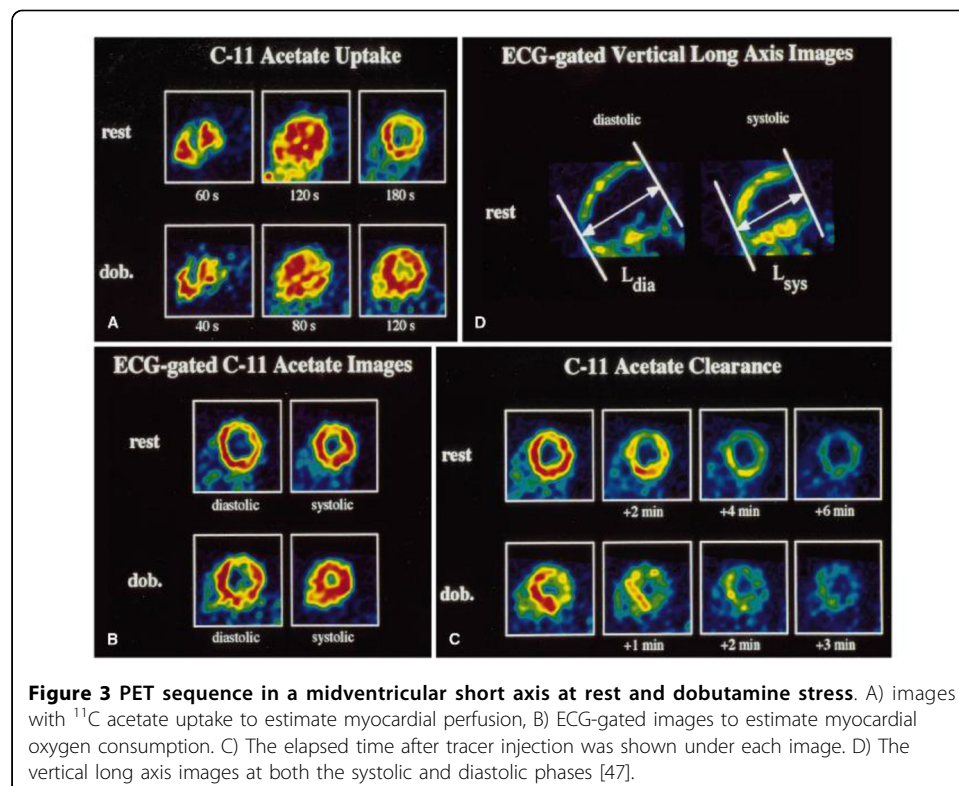 C-11 Acetate Uptake
rest
60 s 120 s 180 s
dob.
40 s 80 s 120 s
A
ECG-gated Vertical Long Axis Images
diastolic systolic
rest
L_dia L_sys
D
ECG-gated C-11 Acetate Images
rest
diastolic systolic
dob.
diastolic systolic
B
C-11 Acetate Clearance
rest
+2 min +4 min +6 min
dob.
+1 min +2 min +3 min
C
Figure 3 PET sequence in a midventricular short axis at rest and dobutamine stress. A) images
with ¹¹C acetate uptake to estimate myocardial perfusion, B) ECG-gated images to estimate myocardial
oxygen consumption. C) The elapsed time after tracer injection was shown under each image. D) The
vertical long axis images at both the systolic and diastolic phases [47].